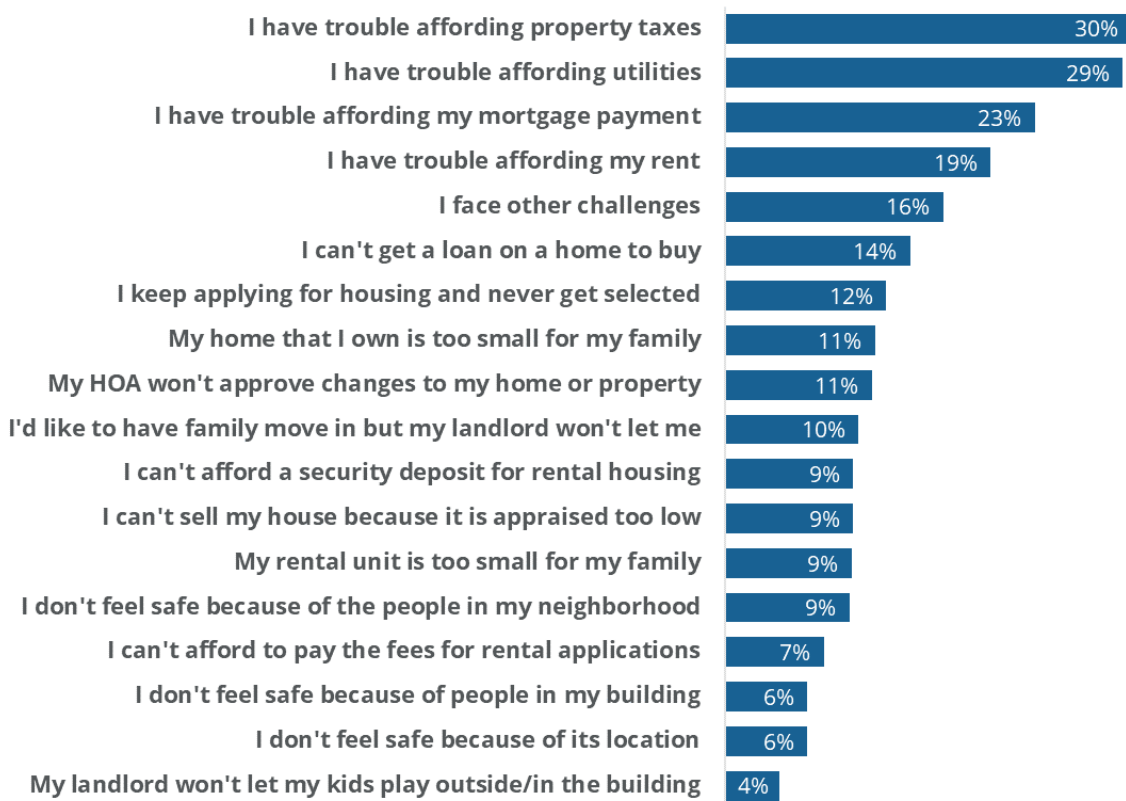 I have trouble affording property taxes 30%
I have trouble affording utilities 29%
I have trouble affording my mortgage payment 23%
I have trouble affording my rent 19%
I face other challenges 16%
I can't get a loan on a home to buy 14%
I keep applying for housing and never get selected 12%
My home that I own is too small for my family 11%
My HOA won't approve changes to my home or property 11%
I'd like to have family move in but my landlord won't let me 10%
I can't afford a security deposit for rental housing 9%
I can't sell my house because it is appraised too low 9%
My rental unit is too small for my family 9%
I don't feel safe because of the people in my neighborhood 9%
I can't afford to pay the fees for rental applications 7%
I don't feel safe because of people in my building 6%
I don't feel safe because of its location 6%
My landlord won't let my kids play outside/in the building 4%